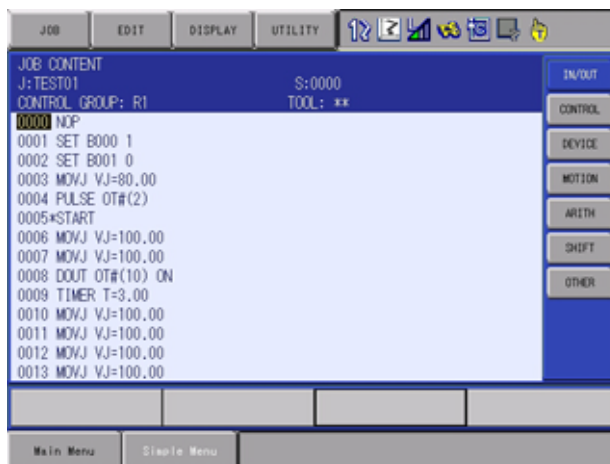 JOB EDIT DISPLAY UTILITY
JOB CONTENT
J:TEST01 S:0000
CONTROL GROUP: R1 TOOL: **
0000 NOP
0001 SET B000 1
0002 SET B001 0
0003 MOVJ VJ=80.00
0004 PULSE OT#(2)
0005*START
0006 MOVJ VJ=100.00
0007 MOVJ VJ=100.00
0008 DOUT OT#(10) ON
0009 TIMER T=3.00
0010 MOVJ VJ=100.00
0011 MOVJ VJ=100.00
0012 MOVJ VJ=100.00
0013 MOVJ VJ=100.00
IN/OUT
CONTROL
DEVICE
MOTION
ARITH
SHIFT
OTHER
Main Menu Simple Menu